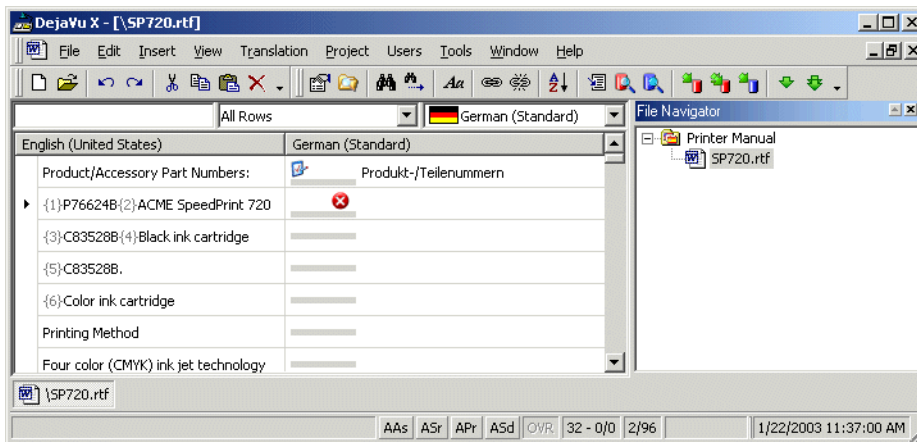 DejaVu X - [\SP720.rtf]
File Edit Insert View Translation Project Users Tools Window Help
Aa
All Rows German (Standard)
File Navigator
English (United States) German (Standard)
Printer Manual
SP720.rtf
Product/Accessory Part Numbers: Produkt-/Teilenummern
{1}P76624B{2}ACME SpeedPrint 720
{3}C83528B{4}Black ink cartridge
{5}C83528B.
{6}Color ink cartridge
Printing Method
Four color (CMYK) ink jet technology
\SP720.rtf
AAs ASr APr ASd OVR 32 - 0/0 2/96 1/22/2003 11:37:00 AM